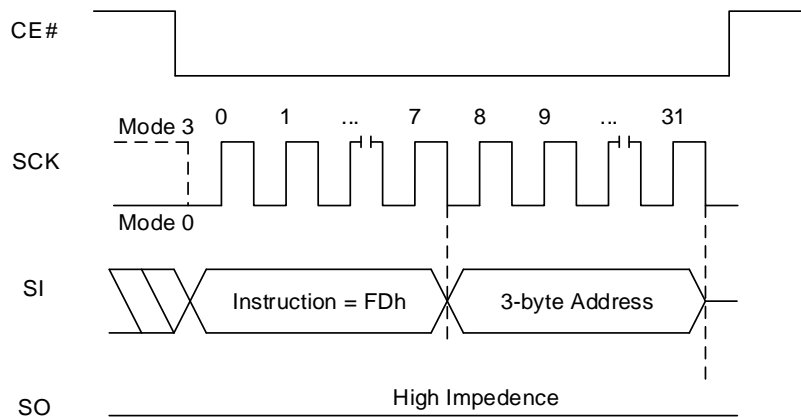 CE#
0 1 ... 7 8 9 ... 31
Mode 3
SCK
Mode 0
SI
Instruction = FDh
3-byte Address
High Impedence
SO